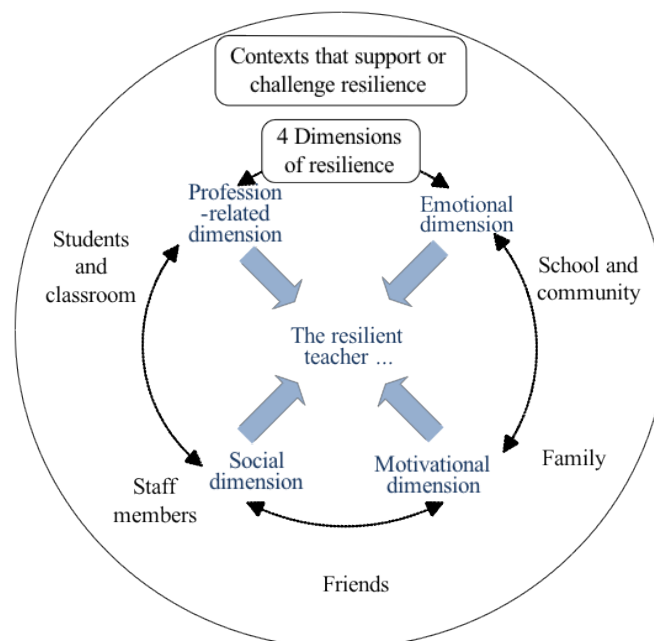 Contexts that support or
challenge resilience
4 Dimensions
of resilience
Profession
-related
dimension
Emotional
dimension
Students
and
classroom
School and
community
The resilient
teacher ...
Social
dimension
Motivational
dimension
Family
Staff
members
Friends